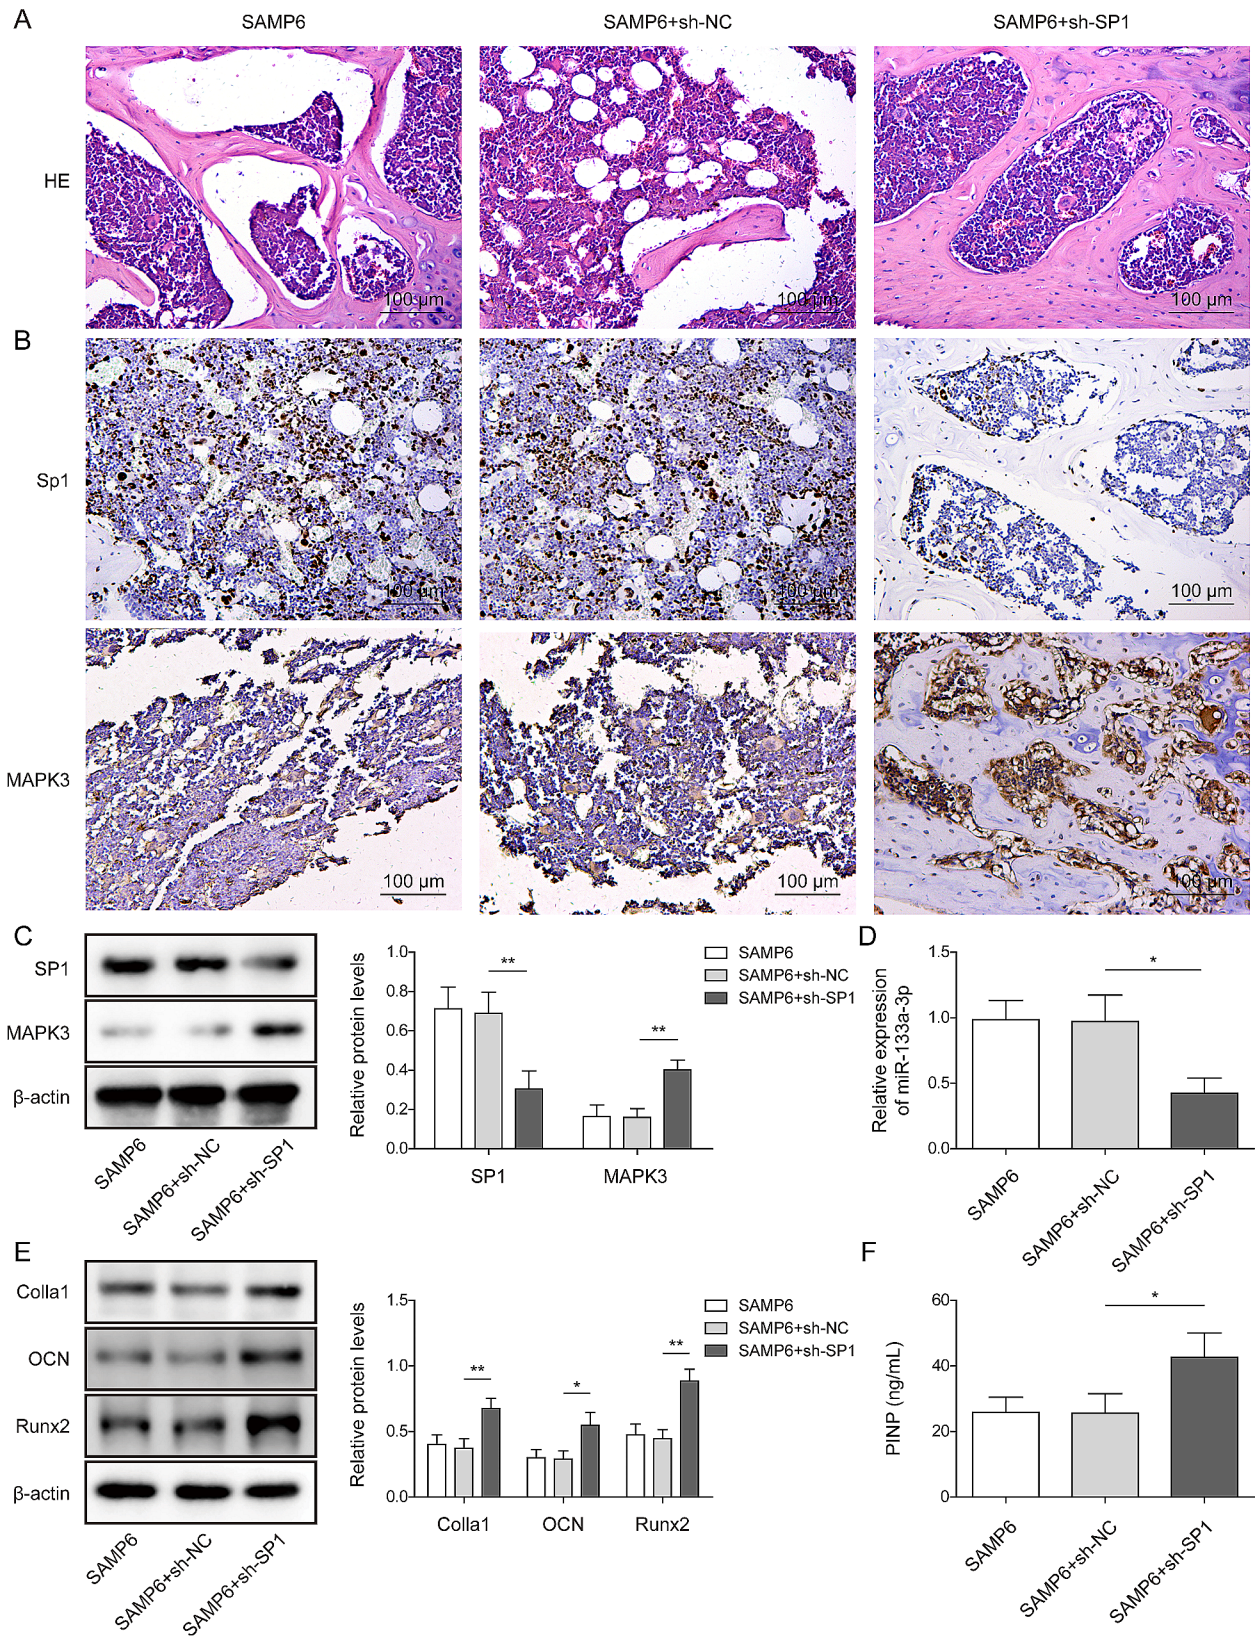 A
SAMP6
SAMP6+sh-NC
SAMP6+sh-SP1
HE
100 µm
100 µm
100 µm
B
Sp1
100 µm
100 µm
100 µm
MAPK3
100 µm
100 µm
100 µm
C
SP1
MAPK3
β-actin
SAMP6
SAMP6+sh-NC
SAMP6+sh-SP1
Relative protein levels
1.0
0.8
0.6
0.4
0.2
0.0
**
**
SP1
MAPK3
SAMP6
SAMP6+sh-NC
SAMP6+sh-SP1
D
Relative expression
of miR-133a-3p
1.5
1.0
0.5
0.0
*
SAMP6
SAMP6+sh-NC
SAMP6+sh-SP1
E
Colla1
OCN
Runx2
β-actin
SAMP6
SAMP6+sh-NC
SAMP6+sh-SP1
Relative protein levels
1.5
1.0
0.5
0.0
**
*
**
Colla1
OCN
Runx2
SAMP6
SAMP6+sh-NC
SAMP6+sh-SP1
F
PINP (ng/mL)
60
40
20
0
*
SAMP6
SAMP6+sh-NC
SAMP6+sh-SP1